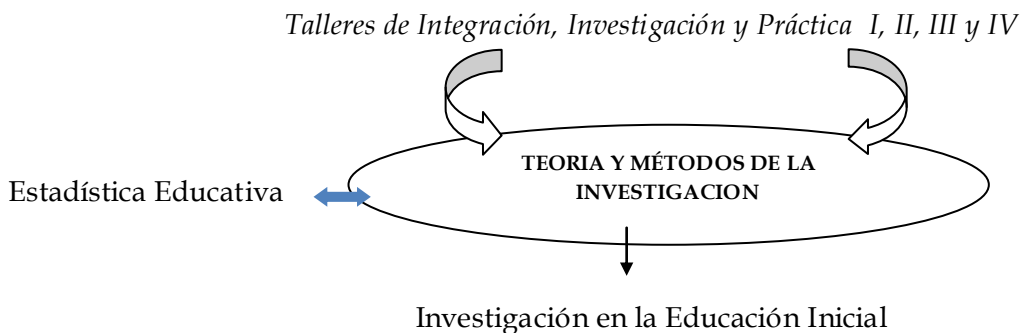 Talleres de Integración, Investigación y Práctica I, II, III y IV
TEORIA Y MÉTODOS DE LA
INVESTIGACION
Estadística Educativa
Investigación en la Educación Inicial